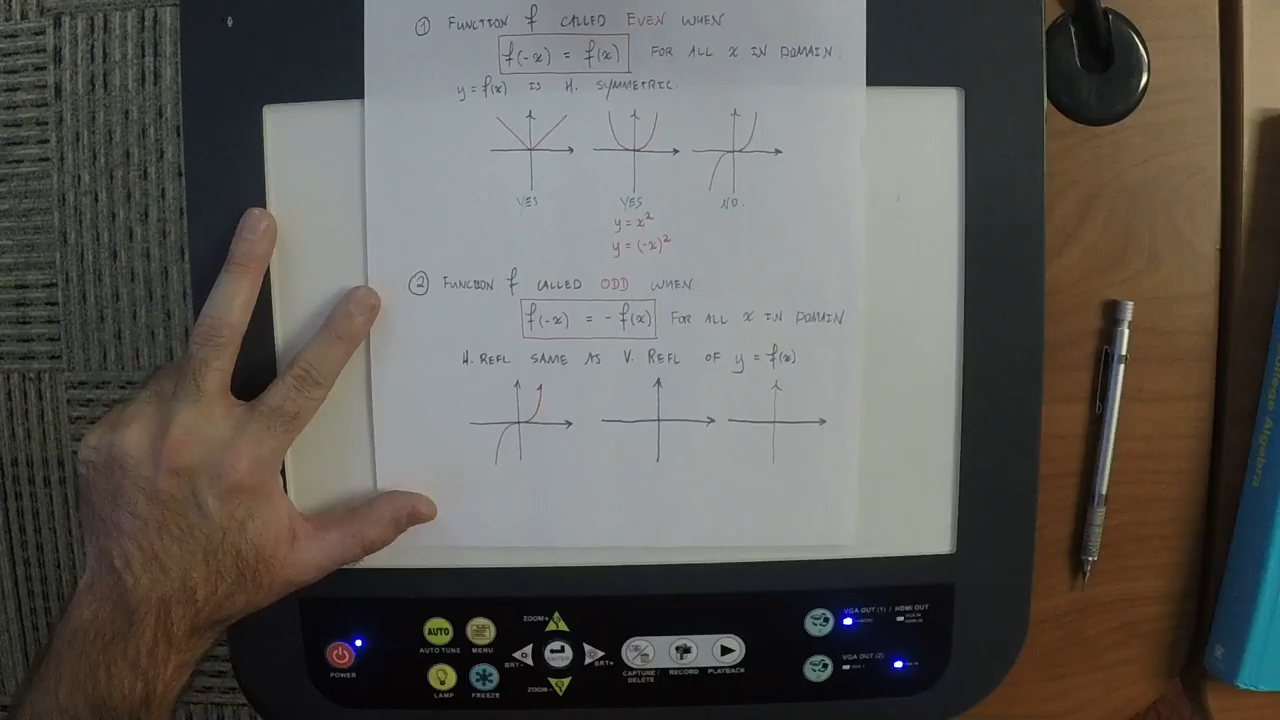 ① FUNCTION f CALLED EVEN WHEN
f(-x) = f(x) FOR ALL x IN DOMAIN.
y = f(x) IS H. SYMMETRIC.
YES YES NO.
y = x²
y = (-x)²
② FUNCTION f CALLED ODD WHEN
f(-x) = - f(x) FOR ALL x IN DOMAIN
H. REFL SAME AS V. REFL OF y = f(x)
College Algebra
POWER
AUTO
AUTO TUNE
MENU
LAMP
FREEZE
ZOOM+
BRT-
ENTER
BRT+
ZOOM-
CAPTURE / DELETE
RECORD
PLAYBACK
VGA OUT (1) / HDMI OUT
VGA OUT (2)